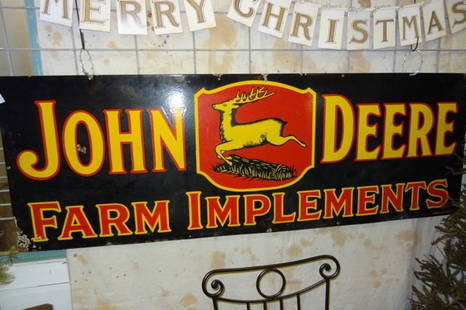 MERRY CHRISTMAS
JOHN DEERE
FARM IMPLEMENTS